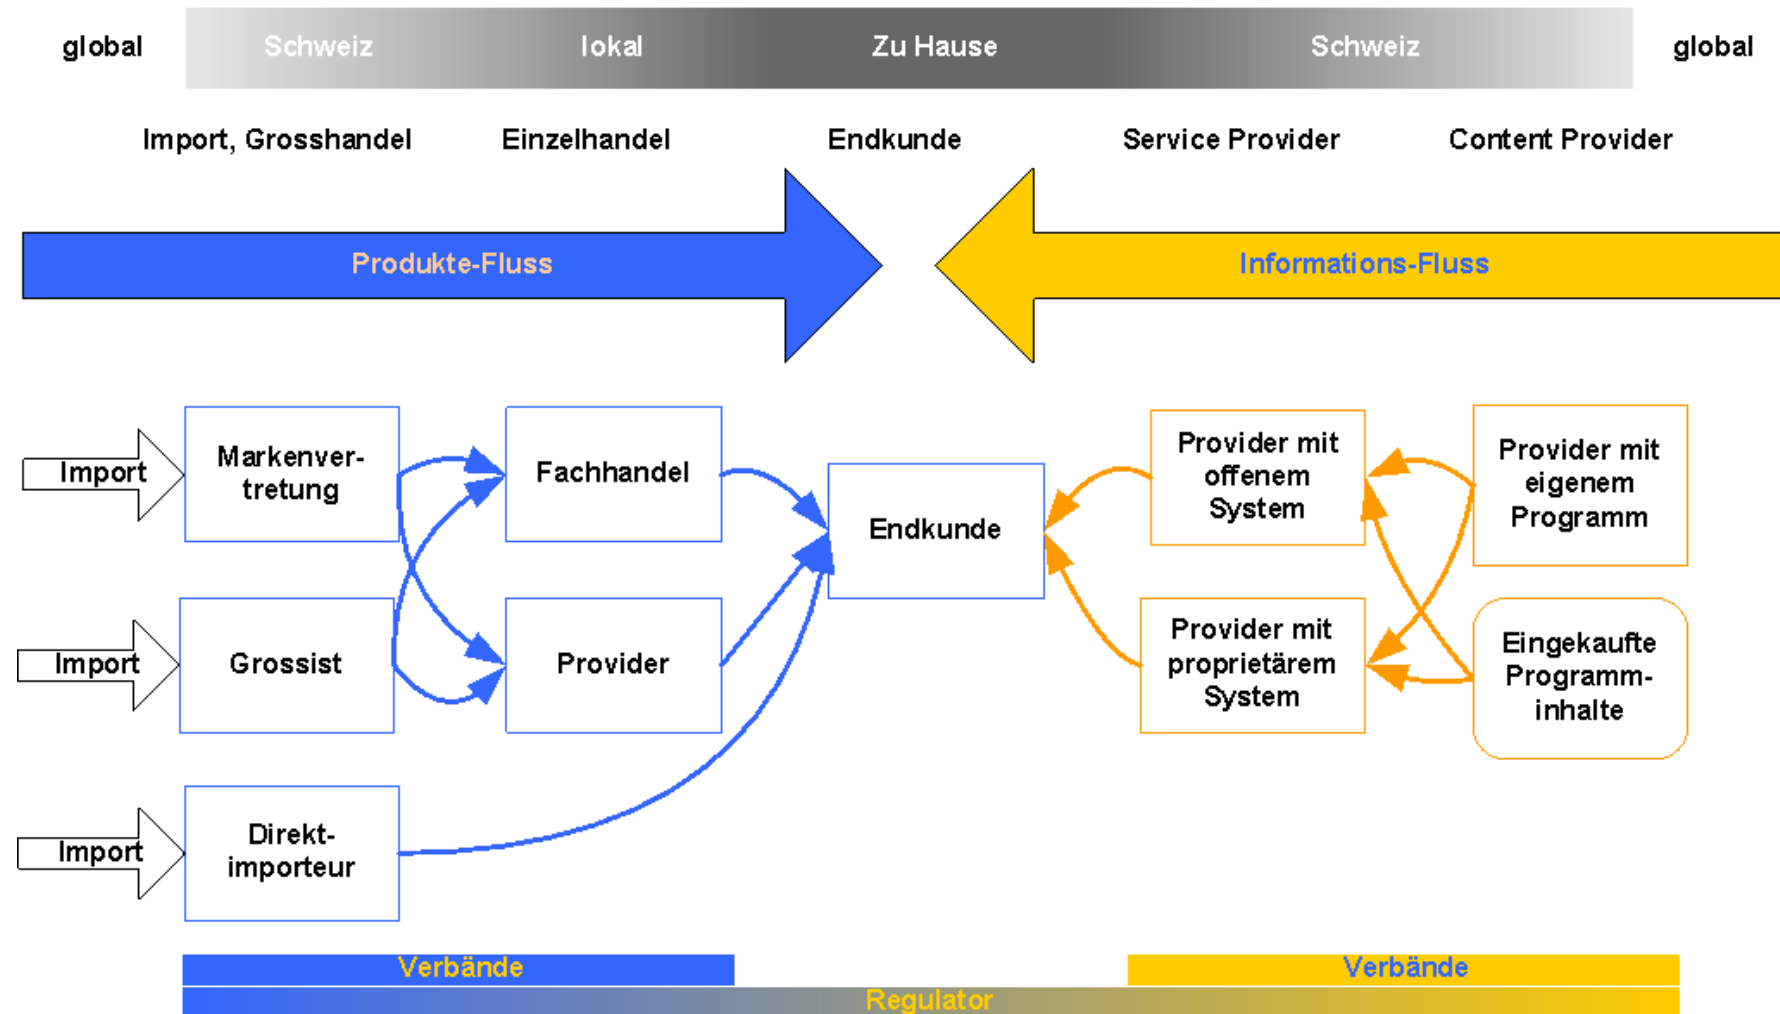 global Schweiz lokal Zu Hause Schweiz global
Import, Grosshandel Einzelhandel Endkunde Service Provider Content Provider
Produkte-Fluss Informations-Fluss
Import
Markenver-
tretung
Fachhandel
Endkunde
Provider mit
offenem
System
Provider mit
eigenem
Programm
Import
Grossist
Provider
Provider mit
proprietärem
System
Eingekaufte
Programm-
inhalte
Import
Direkt-
importeur
Verbände Verbände
Regulator